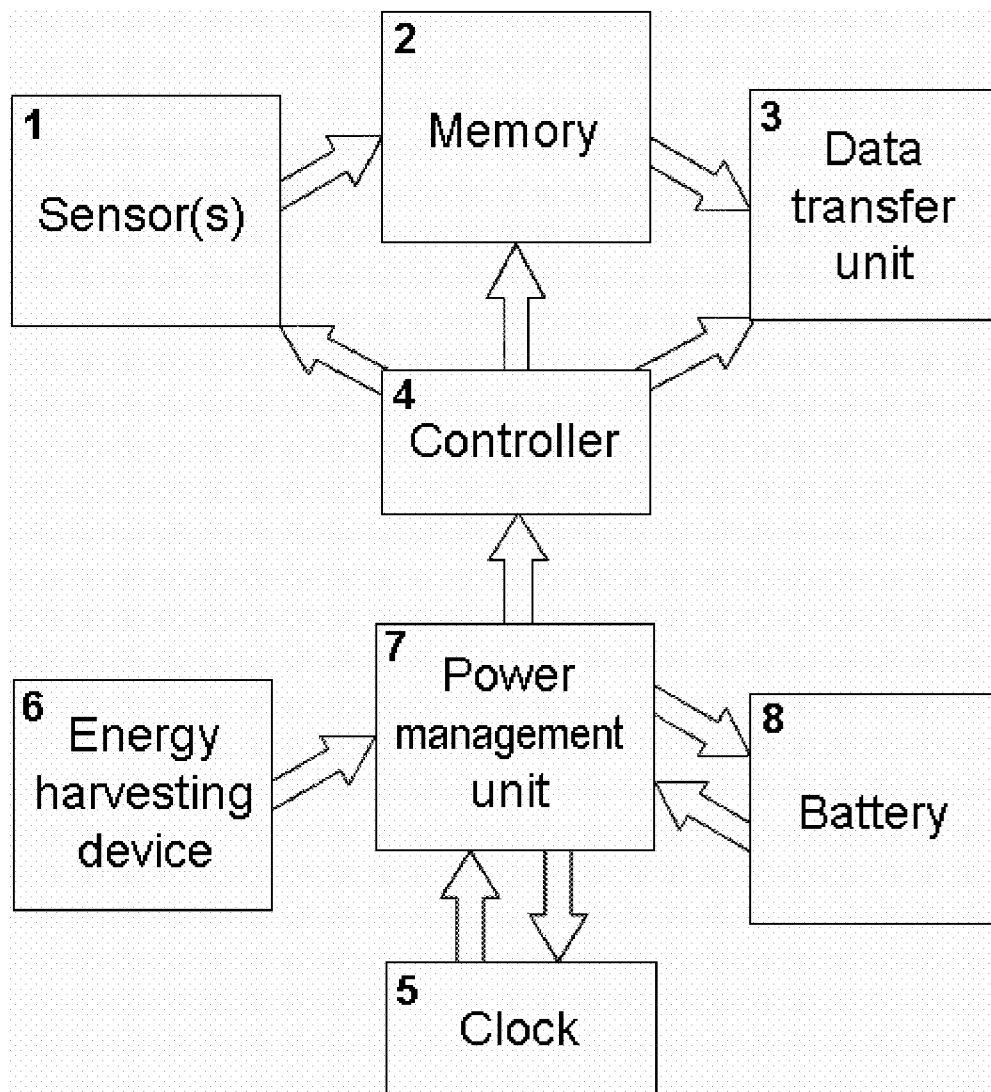 1
Sensor(s)
2
Memory
3
Data
transfer
unit
4
Controller
6
Energy
harvesting
device
7
Power
management
unit
8
Battery
5
Clock